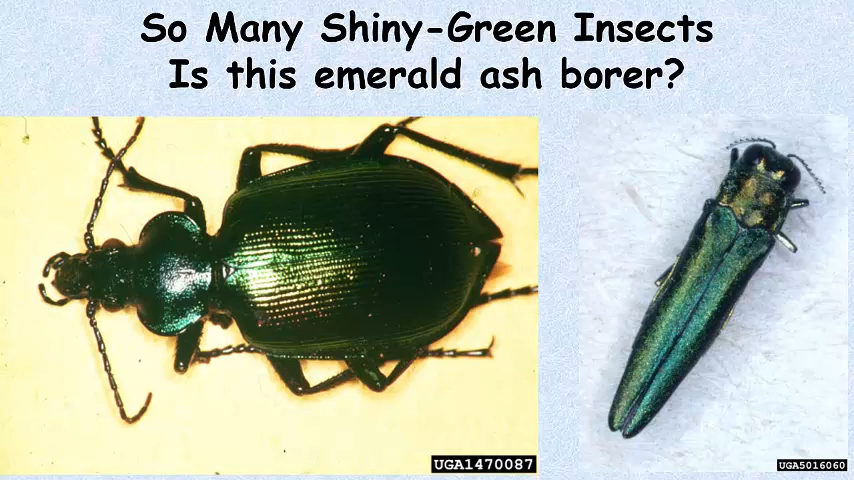 So Many Shiny-Green Insects
Is this emerald ash borer?
UGA1470087
UGA5016060